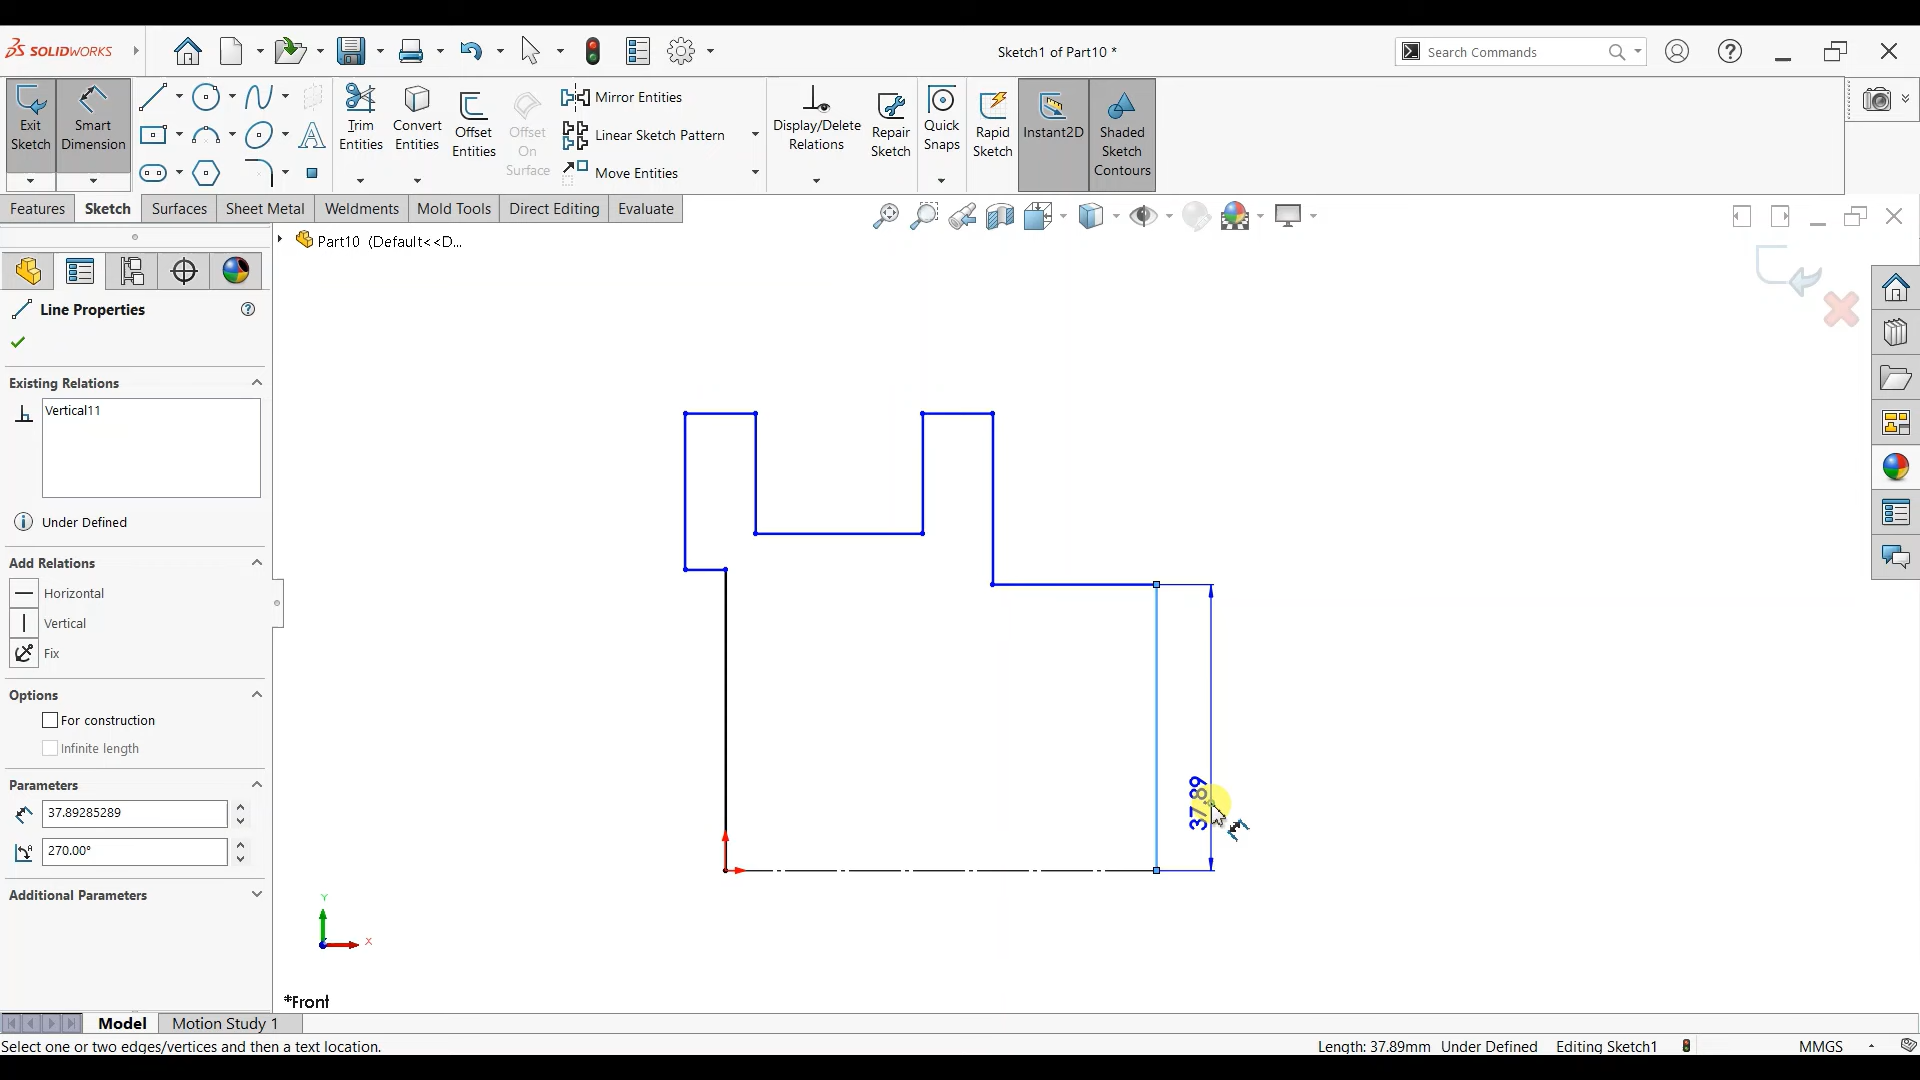 SOLIDWORKS
Sketch1 of Part10 *
Search Commands
Exit
Sketch
Smart
Dimension
Trim
Entities
Convert
Entities
Offset
Entities
Offset
On
Surface
Mirror Entities
Linear Sketch Pattern
Move Entities
Display/Delete
Relations
Repair
Sketch
Quick
Snaps
Rapid
Sketch
Instant2D
Shaded
Sketch
Contours
Features
Sketch
Surfaces
Sheet Metal
Weldments
Mold Tools
Direct Editing
Evaluate
Part10 (Default<<D...
Line Properties
Existing Relations
Vertical11
Under Defined
Add Relations
Horizontal
Vertical
Fix
Options
For construction
Infinite length
Parameters
37.89285289
270.00°
Additional Parameters
37.89
Y
X
*Front
Model
Motion Study 1
Select one or two edges/vertices and then a text location.
Length: 37.89mm
Under Defined
Editing Sketch1
MMGS